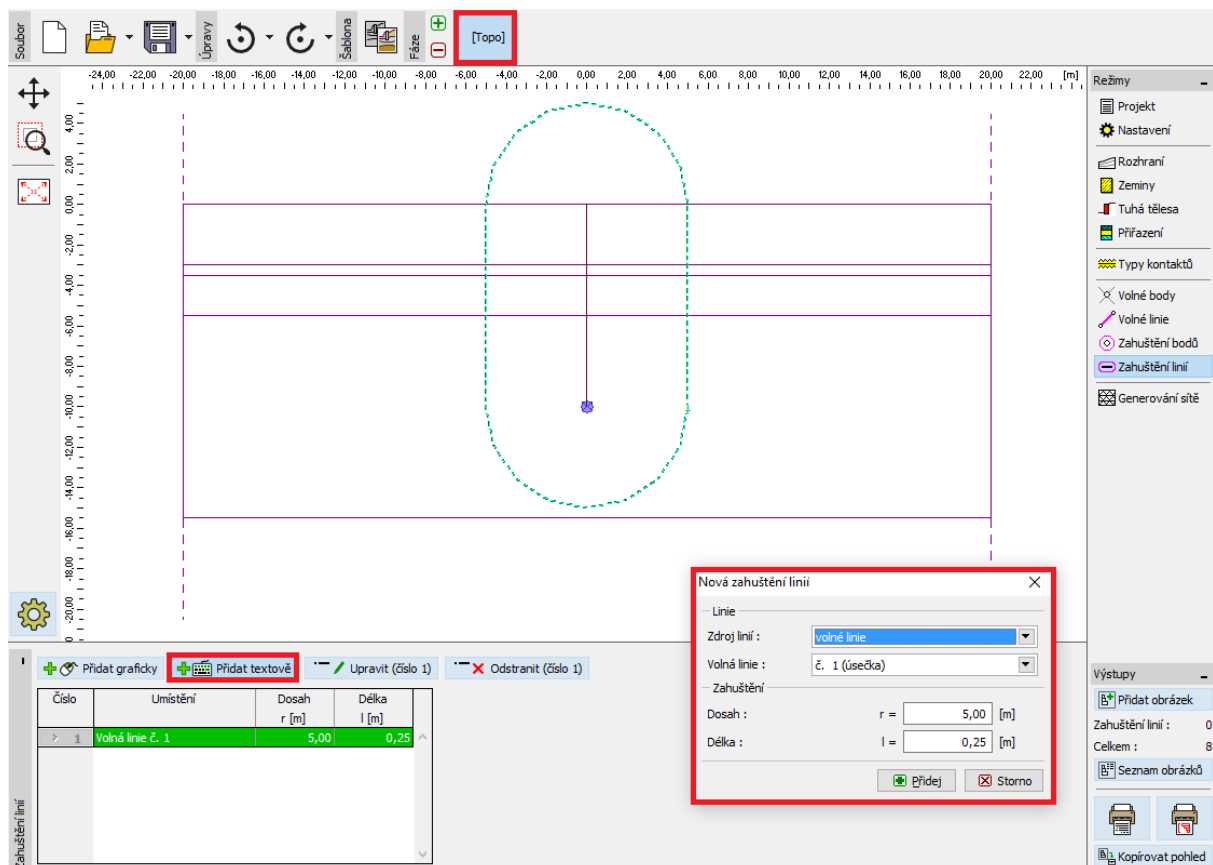 Soubor
Úpravy
Šablona
Fáze
[Topo]
-24,00 -22,00 -20,00 -18,00 -16,00 -14,00 -12,00 -10,00 -8,00 -6,00 -4,00 -2,00 0,00 2,00 4,00 6,00 8,00 10,00 12,00 14,00 16,00 18,00 20,00 22,00 [m]
4,00
2,00
0,00
-2,00
-4,00
-6,00
-8,00
-10,00
-12,00
-14,00
-16,00
-18,00
-20,00
1
Režimy
Projekt
Nastavení
Rozhraní
Zeminy
Tuhá tělesa
Přiřazení
Typy kontaktů
Volné body
Volné linie
Zahuštění bodů
Zahuštění linií
Generování sítě
Nová zahuštění linií
Linie
Zdroj linií : volné linie
Volná linie : č. 1 (úsečka)
Zahuštění
Dosah : r = 5,00 [m]
Délka : l = 0,25 [m]
Přidej Storno
Přidat graficky Přidat textově Upravit (číslo 1) Odstranit (číslo 1)
Číslo Umístění Dosah Délka
r [m] l [m]
> 1 Volná linie č. 1 5,00 0,25
Zahuštění linií
Výstupy
Přidat obrázek
Zahuštění linií : 0
Celkem : 8
Seznam obrázků
Kopírovat pohled